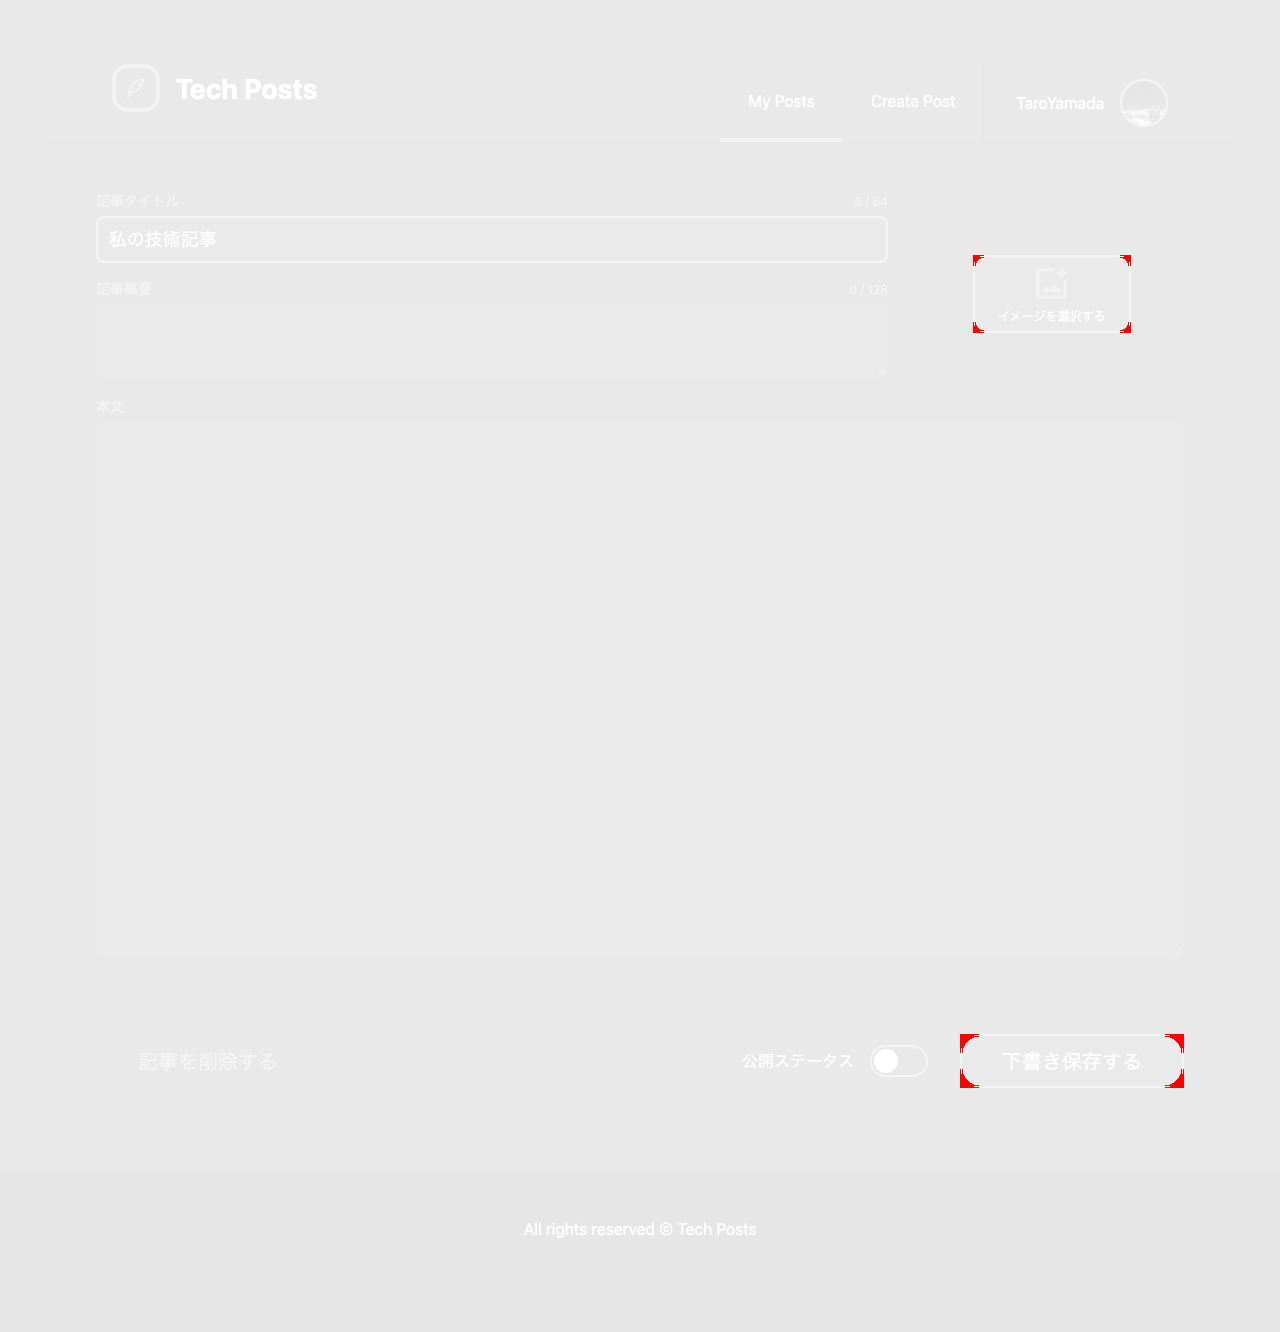 Tech Posts
My Posts
Create Post
TaroYamada
記事タイトル
6 / 64
私の技術記事
記事概要
0 / 128
イメージを選択する
本文
記事を削除する
公開ステータス
下書き保存する
All rights reserved © Tech Posts